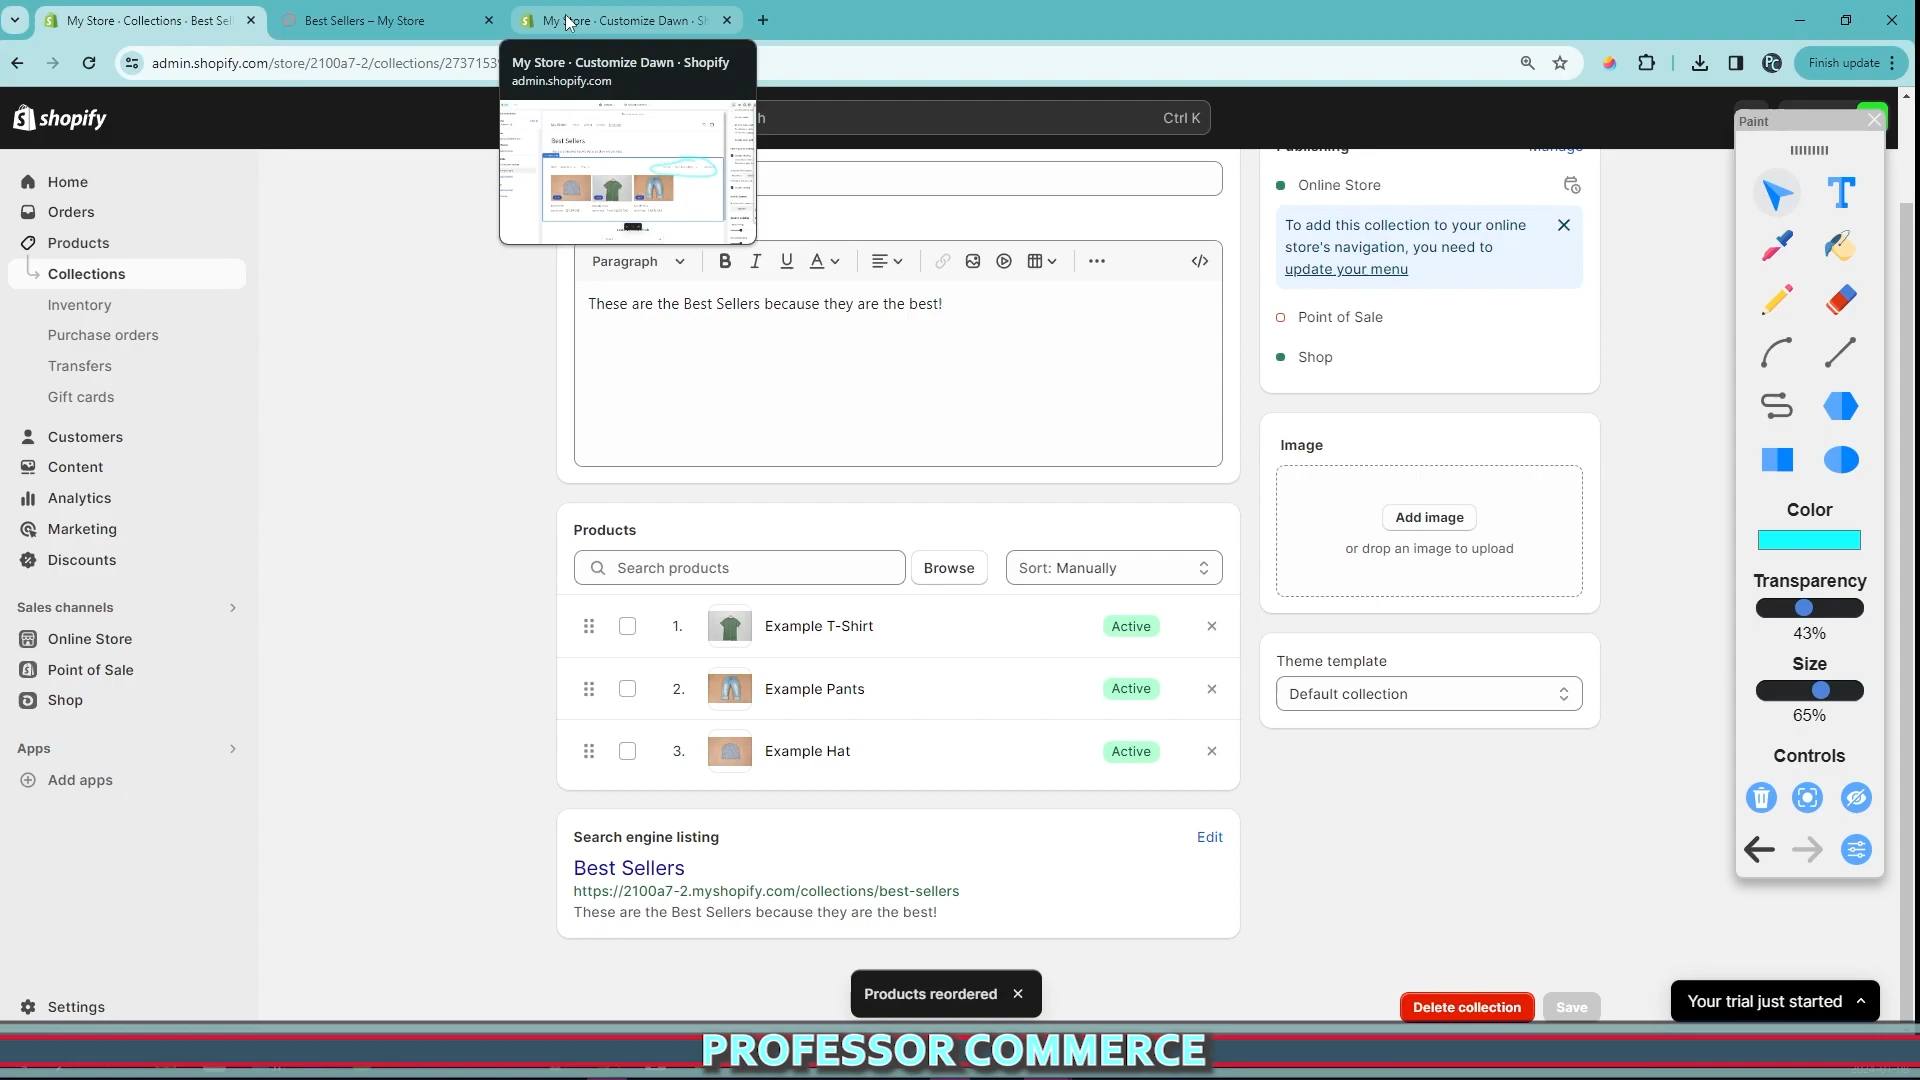 My Store · Collections · Best Sel
Best Sellers – My Store
My Store · Customize Dawn · Sh
admin.shopify.com/store/2100a7-2/collections/2737153
Finish update
My Store · Customize Dawn · Shopify
admin.shopify.com
Best Sellers
shopify
Ctrl K
Paint
Home
Orders
Products
Collections
Inventory
Purchase orders
Transfers
Gift cards
Customers
Content
Analytics
Marketing
Discounts
Sales channels
Online Store
Point of Sale
Shop
Apps
Add apps
Settings
Paragraph
B I U A
These are the Best Sellers because they are the best!
Products
Search products
Browse
Sort: Manually
1. Example T-Shirt Active
2. Example Pants Active
3. Example Hat Active
Search engine listing
Edit
Best Sellers
https://2100a7-2.myshopify.com/collections/best-sellers
These are the Best Sellers because they are the best!
Products reordered
Publishing
Manage
Online Store
To add this collection to your online
store's navigation, you need to
update your menu
Point of Sale
Shop
Image
Add image
or drop an image to upload
Theme template
Default collection
Delete collection
Save
Your trial just started
Color
Transparency
43%
Size
65%
Controls
PROFESSOR COMMERCE